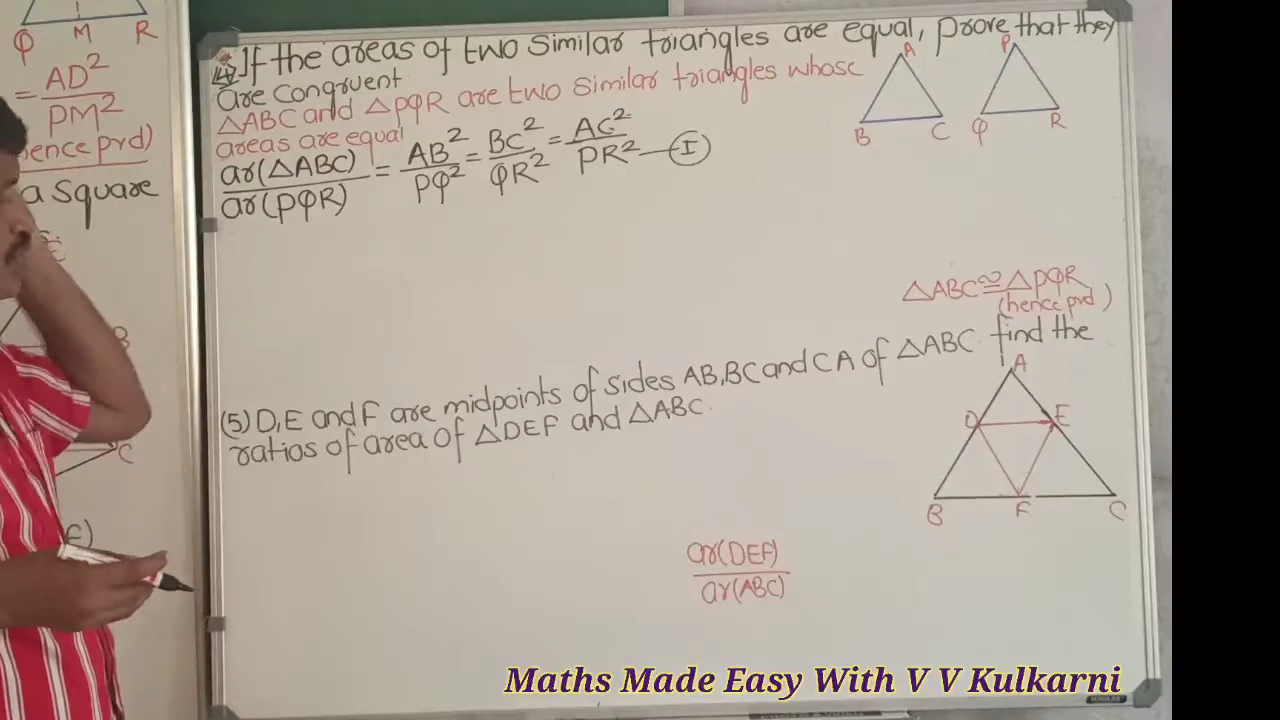 Q M R
= AD² / PM²
hence prd)
a square
B
C
(4) If the areas of two similar triangles are equal, prove that they
are congruent
△ABC and △PQR are two similar triangles whose
areas are equal
ar(△ABC) / ar(PQR) = AB² / PQ² = BC² / QR² = AC² / PR² — (I)
A P
B C Q R
△ABC ≅ △PQR
(hence prd)
(5) D,E and F are midpoints of sides AB, BC and CA of △ABC find the
ratios of area of △DEF and △ABC.
A
D E
B F C
ar(DEF) / ar(ABC)
Maths Made Easy With V V Kulkarni